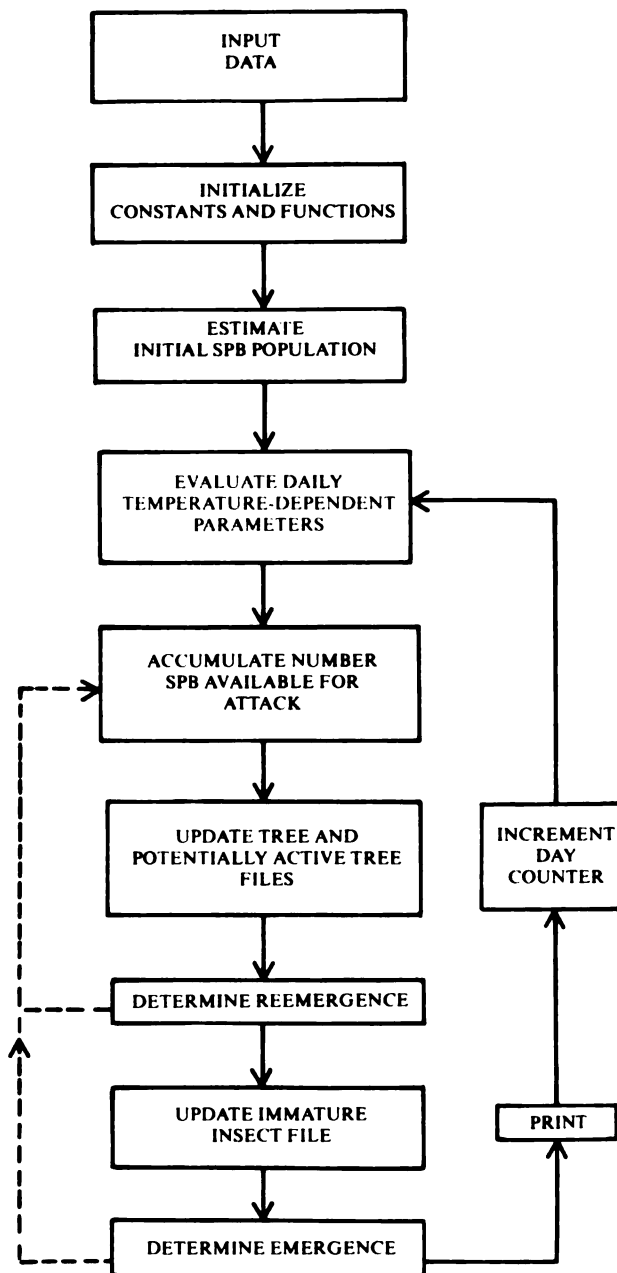 INPUT
DATA
INITIALIZE
CONSTANTS AND FUNCTIONS
ESTIMATE
INITIAL SPB POPULATION
EVALUATE DAILY
TEMPERATURE-DEPENDENT
PARAMETERS
ACCUMULATE NUMBER
SPB AVAILABLE FOR
ATTACK
UPDATE TREE AND
POTENTIALLY ACTIVE TREE
FILES
INCREMENT
DAY
COUNTER
DETERMINE REEMERGENCE
UPDATE IMMATURE
INSECT FILE
PRINT
DETERMINE EMERGENCE